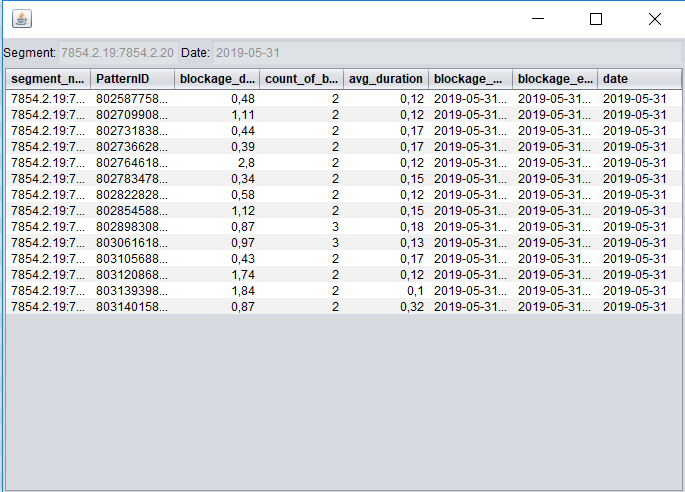 Segment: 7854.2.19:7854.2.20 Date: 2019-05-31
segment_n... PatternID blockage_d... count_of_b... avg_duration blockage_... blockage_e... date
7854.2.19:7... 802587758... 0,48 2 0,12 2019-05-31... 2019-05-31... 2019-05-31
7854.2.19:7... 802709908... 1,11 2 0,12 2019-05-31... 2019-05-31... 2019-05-31
7854.2.19:7... 802731838... 0,44 2 0,17 2019-05-31... 2019-05-31... 2019-05-31
7854.2.19:7... 802736628... 0,39 2 0,17 2019-05-31... 2019-05-31... 2019-05-31
7854.2.19:7... 802764618... 2,8 2 0,12 2019-05-31... 2019-05-31... 2019-05-31
7854.2.19:7... 802783478... 0,34 2 0,15 2019-05-31... 2019-05-31... 2019-05-31
7854.2.19:7... 802822828... 0,58 2 0,12 2019-05-31... 2019-05-31... 2019-05-31
7854.2.19:7... 802854588... 1,12 2 0,15 2019-05-31... 2019-05-31... 2019-05-31
7854.2.19:7... 802898308... 0,87 3 0,18 2019-05-31... 2019-05-31... 2019-05-31
7854.2.19:7... 803061618... 0,97 3 0,13 2019-05-31... 2019-05-31... 2019-05-31
7854.2.19:7... 803105688... 0,43 2 0,17 2019-05-31... 2019-05-31... 2019-05-31
7854.2.19:7... 803120868... 1,74 2 0,12 2019-05-31... 2019-05-31... 2019-05-31
7854.2.19:7... 803139398... 1,84 2 0,1 2019-05-31... 2019-05-31... 2019-05-31
7854.2.19:7... 803140158... 0,87 2 0,32 2019-05-31... 2019-05-31... 2019-05-31